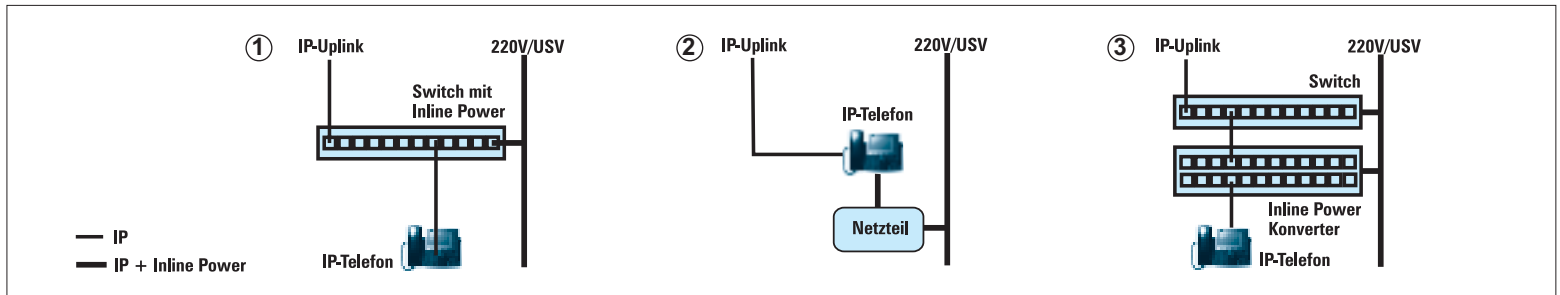 1
IP-Uplink
220V/USV
Switch mit
Inline Power
IP-Telefon
IP
IP + Inline Power
2
IP-Uplink
220V/USV
IP-Telefon
Netzteil
3
IP-Uplink
220V/USV
Switch
Inline Power
Konverter
IP-Telefon